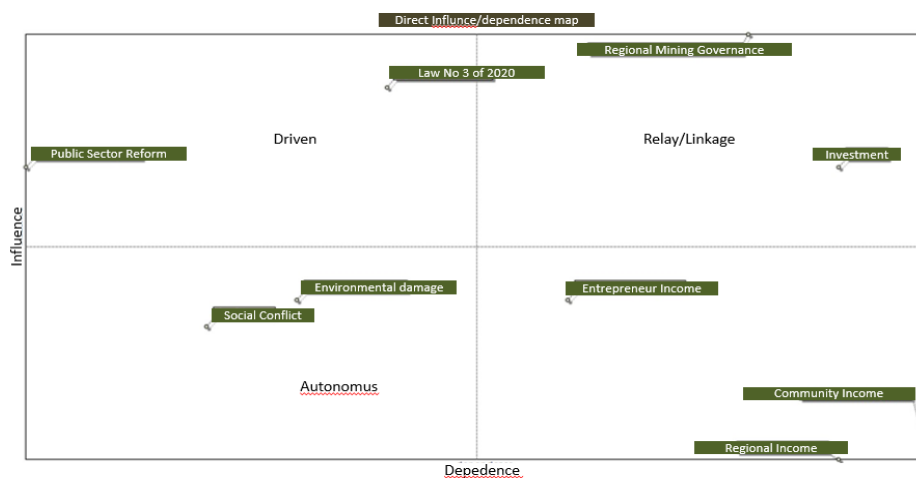 Direct Influnce/dependence map
Regional Mining Governance
Law No 3 of 2020
Driven
Relay/Linkage
Public Sector Reform
Investment
Influence
Environmental damage
Entrepreneur Income
Social Conflict
Autonomus
Community Income
Regional Income
Depedence